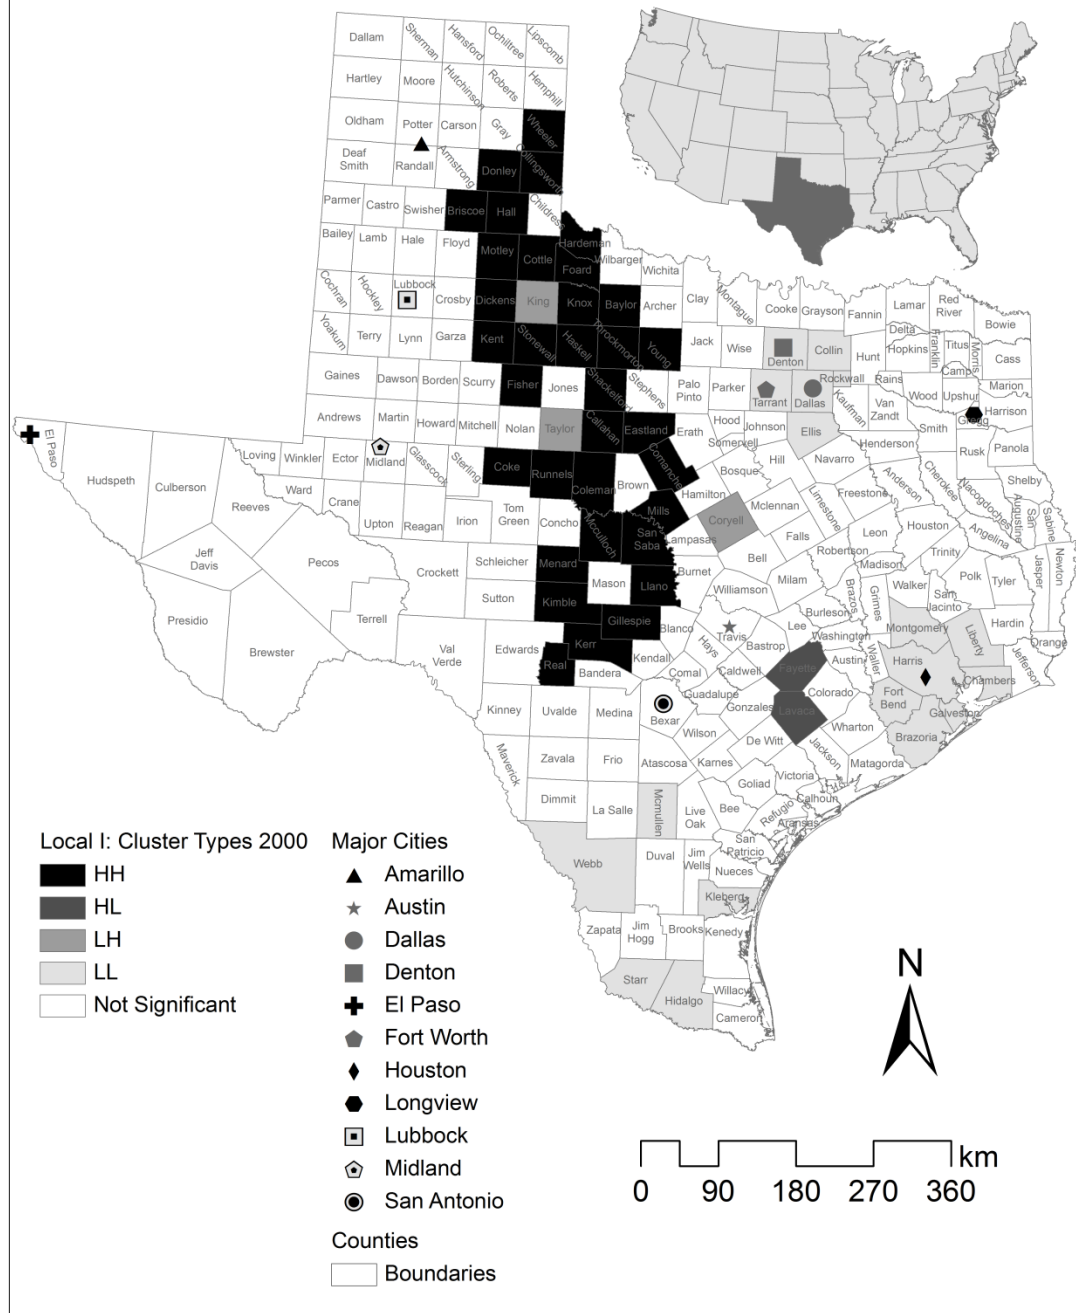 Dallam
Sherman
Hansford
Ochiltree
Lipscomb
Hartley
Moore
Hutchinson
Roberts
Hemphill
Oldham
Potter
Carson
Gray
Wheeler
Deaf
Smith
Randall
Armstrong
Donley
Collingsworth
Parmer
Castro
Swisher
Briscoe
Hall
Childress
Bailey
Lamb
Hale
Floyd
Motley
Cottle
Hardeman
Foard
Wilbarger
Wichita
Cochran
Hockley
Lubbock
Crosby
Dickens
King
Knox
Baylor
Archer
Clay
Montague
Cooke
Grayson
Fannin
Lamar
Red
River
Bowie
Yoakum
Terry
Lynn
Garza
Kent
Stonewall
Haskell
Throckmorton
Young
Jack
Wise
Denton
Collin
Hunt
Delta
Hopkins
Franklin
Titus
Morris
Camp
Cass
Gaines
Dawson
Borden
Scurry
Fisher
Jones
Shackelford
Stephens
Palo
Pinto
Parker
Tarrant
Dallas
Rockwall
Kaufman
Rains
Van
Zandt
Wood
Upshur
Marion
Harrison
Gregg
Andrews
Martin
Howard
Mitchell
Nolan
Taylor
Callahan
Eastland
Erath
Hood
Somervell
Johnson
Ellis
Henderson
Smith
Rusk
Panola
El Paso
Hudspeth
Culberson
Reeves
Loving
Winkler
Ector
Midland
Glasscock
Sterling
Coke
Runnels
Coleman
Brown
Comanche
Hamilton
Bosque
Hill
Navarro
Freestone
Anderson
Cherokee
Nacogdoches
Shelby
San
Augustine
Sabine
Ward
Crane
Upton
Reagan
Irion
Tom
Green
Concho
Mcculloch
San
Saba
Mills
Lampasas
Coryell
Mclennan
Limestone
Falls
Leon
Houston
Angelina
Trinity
Jeff
Davis
Pecos
Crockett
Schleicher
Menard
Mason
Llano
Burnet
Bell
Milam
Robertson
Madison
Walker
Polk
Tyler
Jasper
Newton
Presidio
Brewster
Terrell
Val
Verde
Sutton
Kimble
Gillespie
Blanco
Williamson
Travis
Burleson
Brazos
Grimes
San
Jacinto
Hardin
Orange
Edwards
Real
Kerr
Bandera
Kendall
Comal
Hays
Caldwell
Bastrop
Lee
Fayette
Washington
Austin
Waller
Montgomery
Liberty
Jefferson
Harris
Chambers
Kinney
Uvalde
Medina
Bexar
Guadalupe
Gonzales
Lavaca
Colorado
Wharton
Fort
Bend
Galveston
Brazoria
Maverick
Zavala
Frio
Atascosa
Wilson
Karnes
De Witt
Jackson
Matagorda
Dimmit
La Salle
Mcmullen
Live
Oak
Bee
Goliad
Victoria
Calhoun
Refugio
Aransas
Webb
Duval
Jim
Wells
San
Patricio
Nueces
Kleberg
Zapata
Jim
Hogg
Brooks
Kenedy
Starr
Hidalgo
Willacy
Cameron
Local I: Cluster Types 2000
HH
HL
LH
LL
Not Significant
Major Cities
Amarillo
Austin
Dallas
Denton
El Paso
Fort Worth
Houston
Longview
Lubbock
Midland
San Antonio
Counties
Boundaries
N
km
0 90 180 270 360